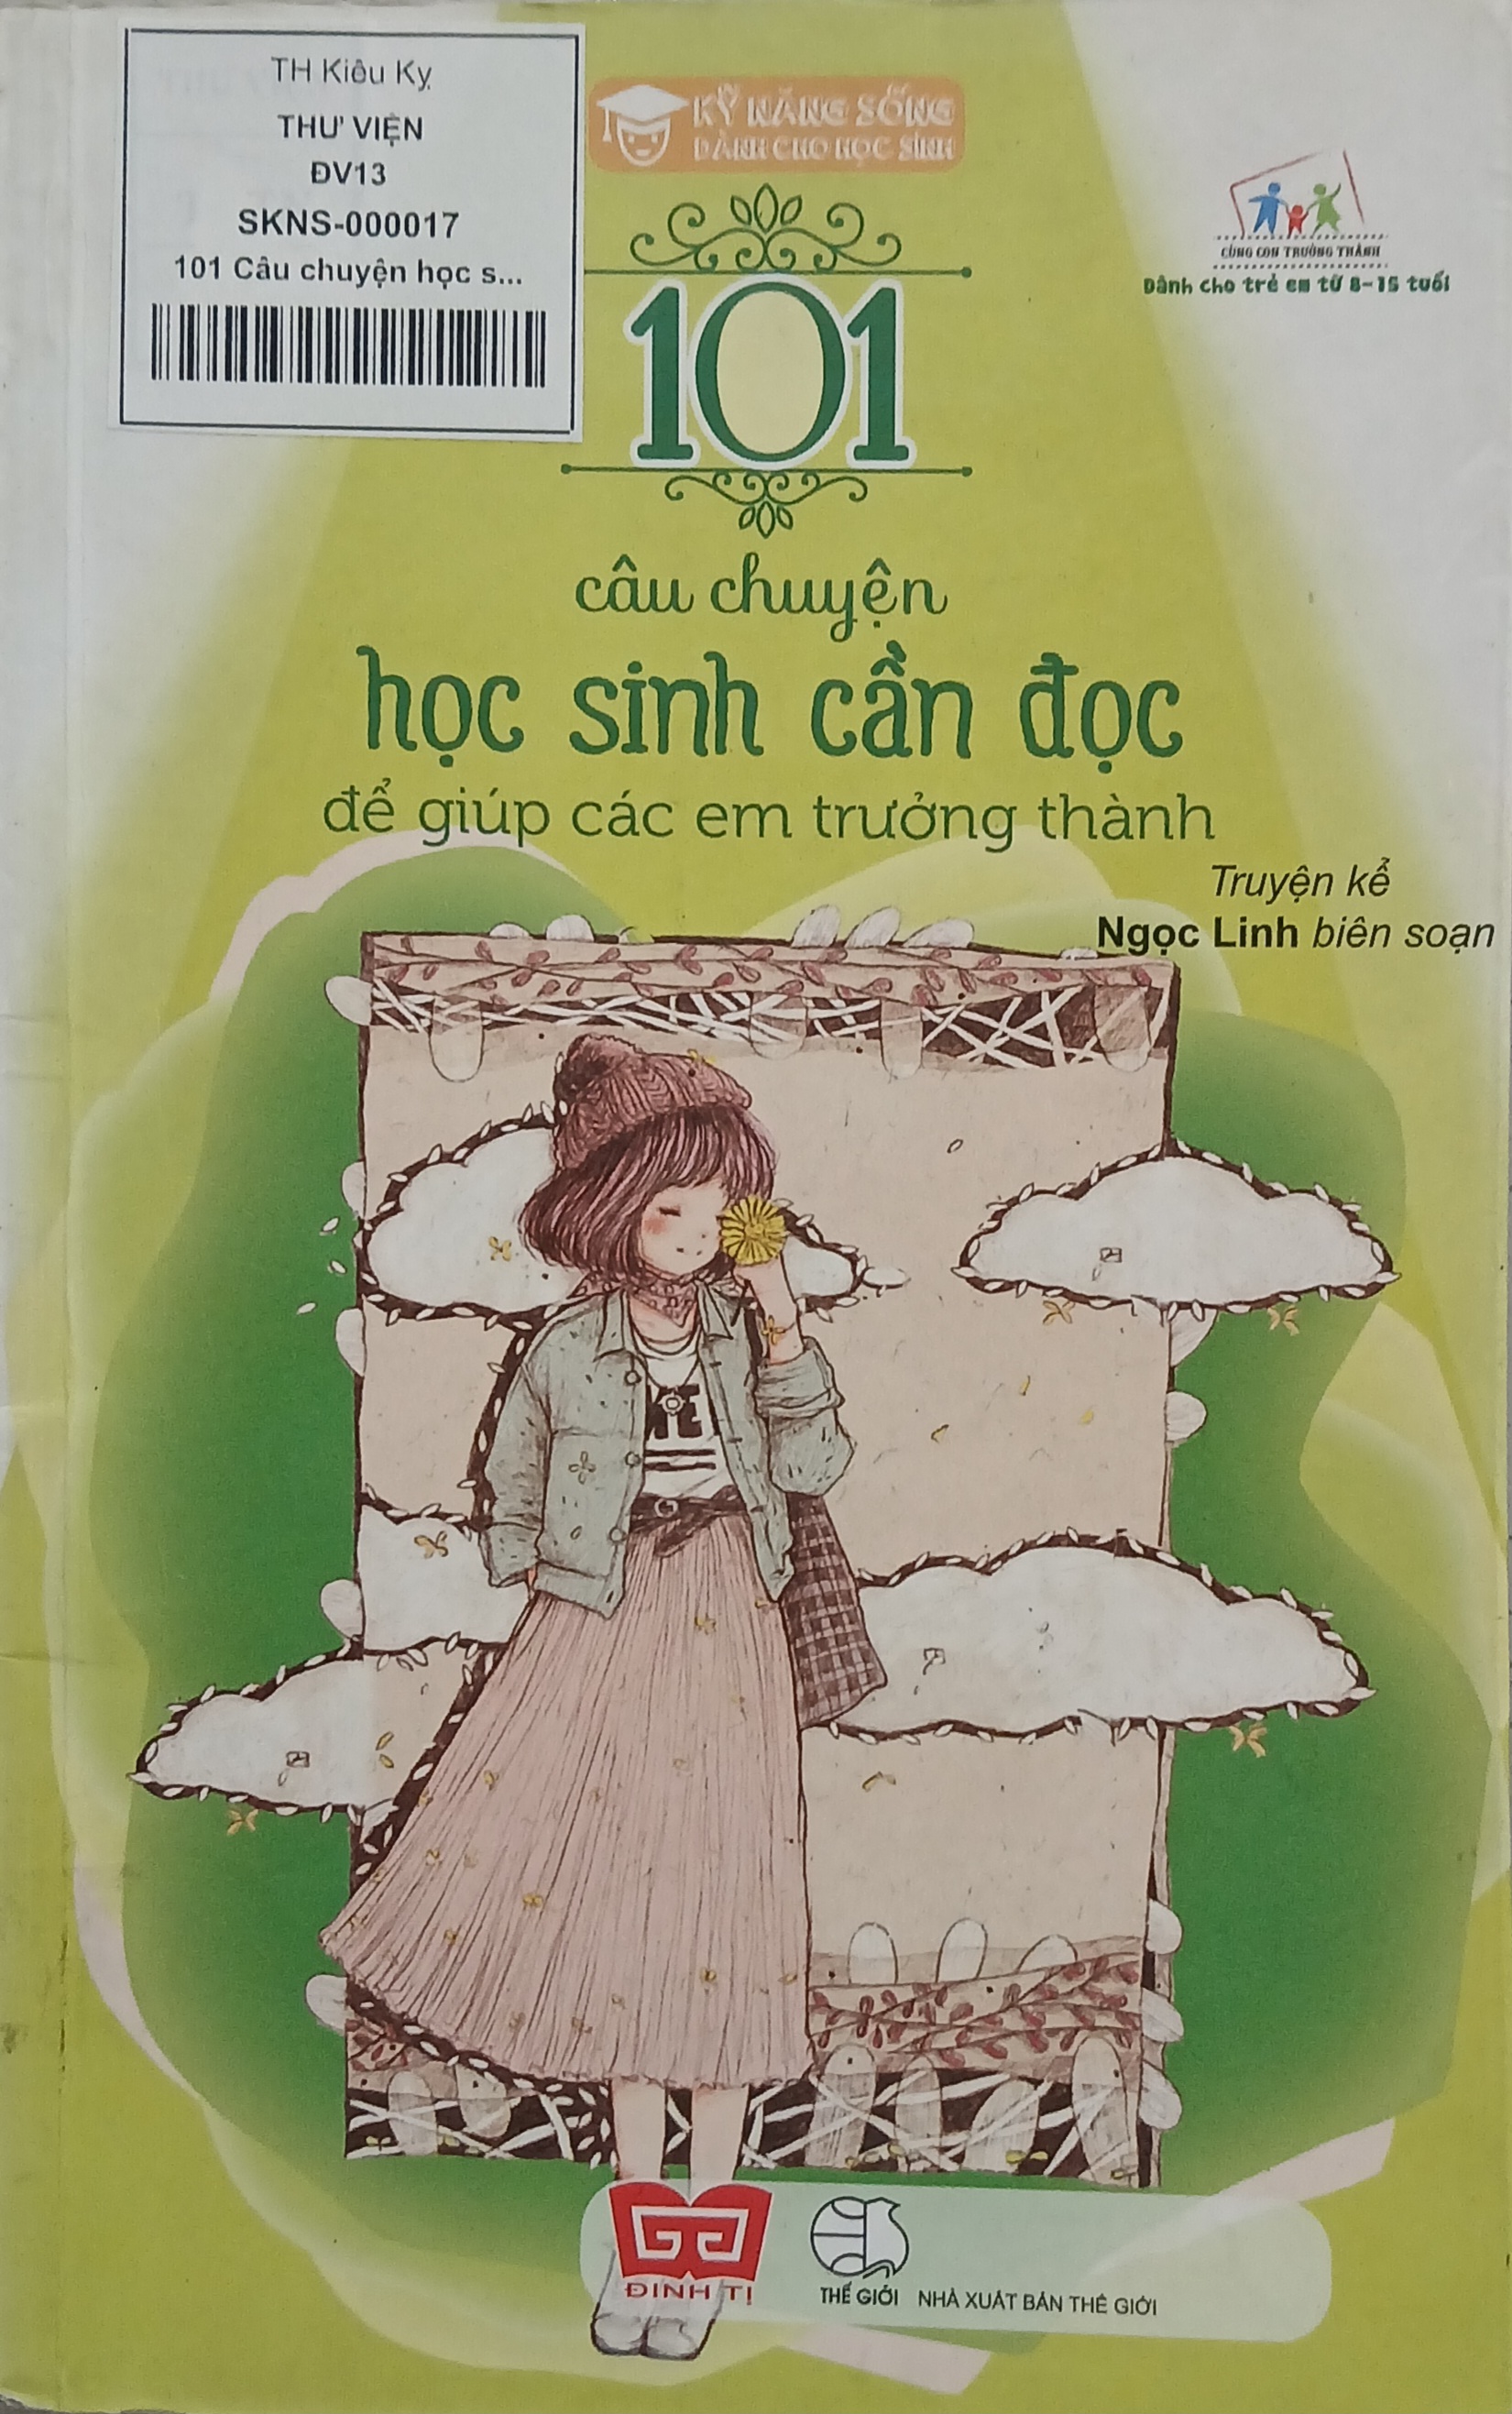 TH Kiêu Kỵ
THƯ VIỆN
ĐV13
SKNS-000017
101 Câu chuyện học s...
KỸ NĂNG SỐNG
DÀNH CHO HỌC SINH
CÙNG CON TRƯỞNG THÀNH
Dành cho trẻ em từ 8-15 tuổi
101
câu chuyện
học sinh cần đọc
để giúp các em trưởng thành
Truyện kể
Ngọc Linh biên soạn
ĐINH TỊ
THẾ GIỚI
NHÀ XUẤT BẢN THẾ GIỚI